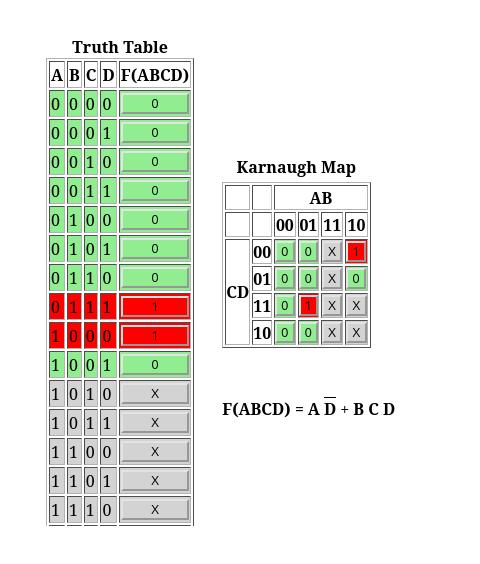 Truth Table
A B C D F(ABCD)
0 0 0 0 0
0 0 0 1 0
0 0 1 0 0
0 0 1 1 0
0 1 0 0 0
0 1 0 1 0
0 1 1 0 0
0 1 1 1 1
1 0 0 0 1
1 0 0 1 0
1 0 1 0 X
1 0 1 1 X
1 1 0 0 X
1 1 0 1 X
1 1 1 0 X
Karnaugh Map
AB
00 01 11 10
CD
00 0 0 X 1
01 0 0 X 0
11 0 1 X X
10 0 0 X X
F(ABCD) = A D̅ + B C D